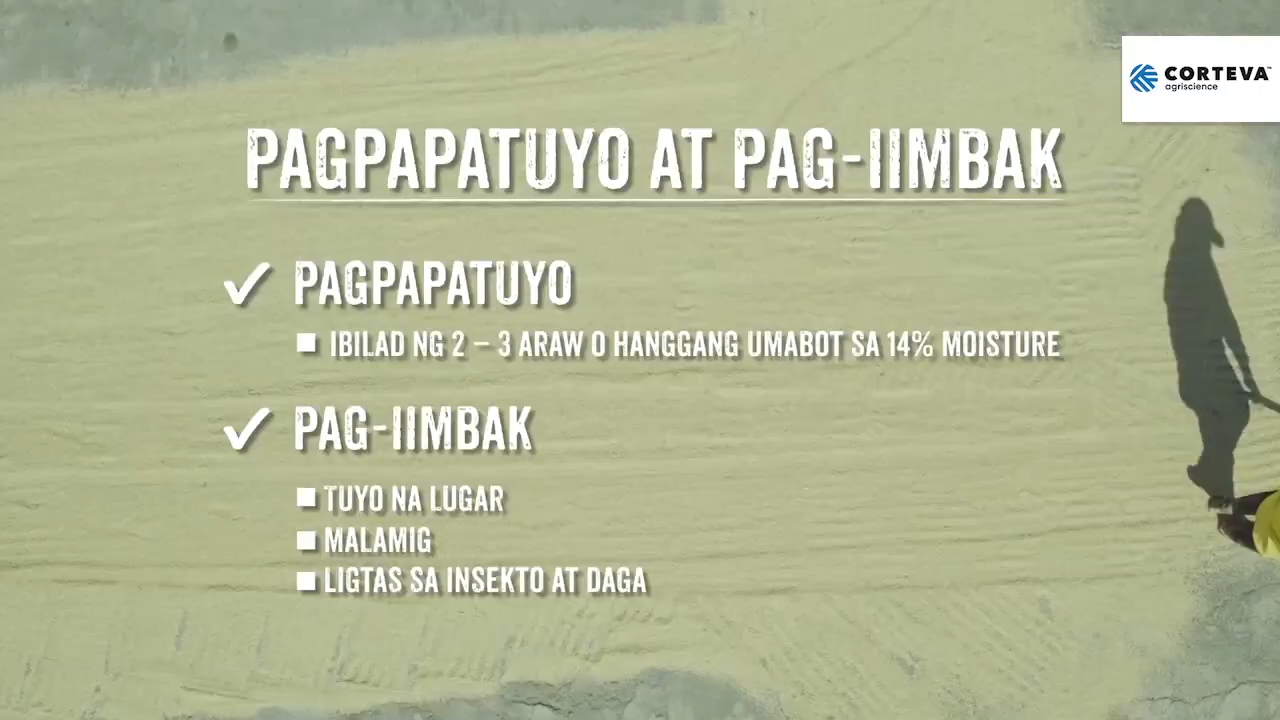 CORTEVA™
agriscience
PAGPAPATUYO AT PAG-IIMBAK
✓ PAGPAPATUYO
■ IBILAD NG 2 – 3 ARAW O HANGGANG UMABOT SA 14% MOISTURE
✓ PAG-IIMBAK
■ TUYO NA LUGAR
■ MALAMIG
■ LIGTAS SA INSEKTO AT DAGA